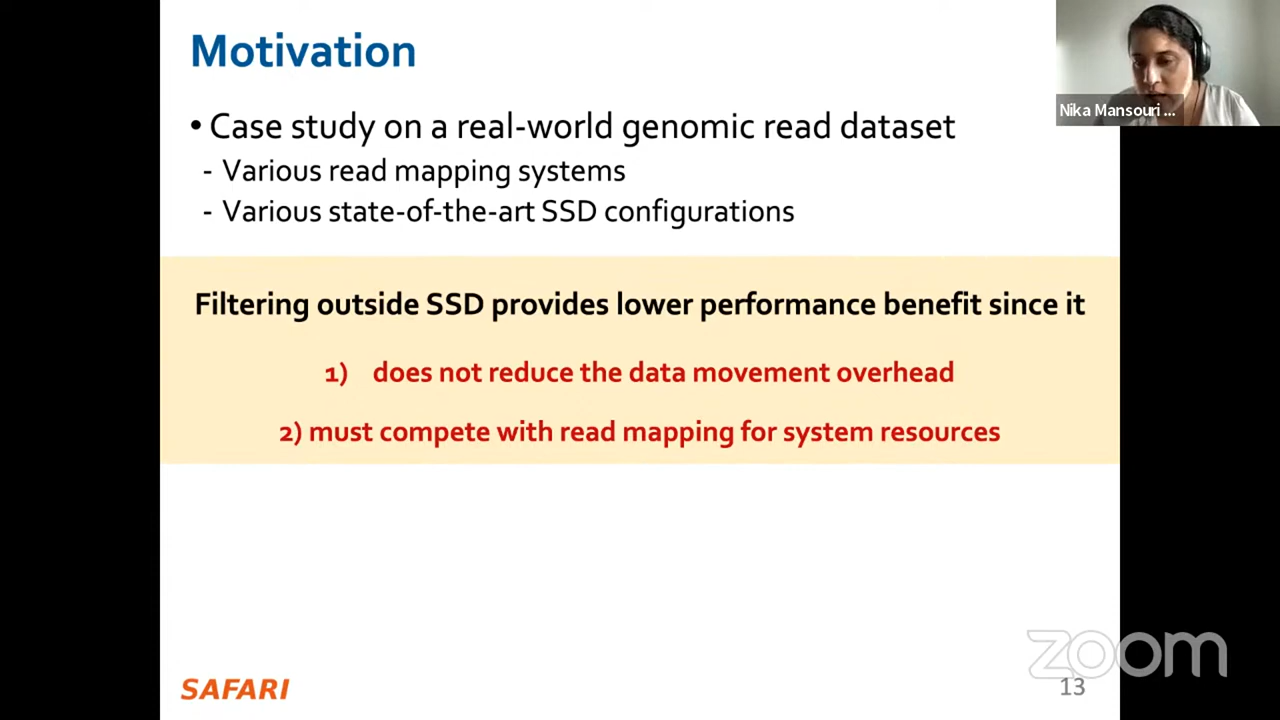 Motivation
Nika Mansouri ...
• Case study on a real-world genomic read dataset
- Various read mapping systems
- Various state-of-the-art SSD configurations
Filtering outside SSD provides lower performance benefit since it
1) does not reduce the data movement overhead
2) must compete with read mapping for system resources
zoom
SAFARI
13